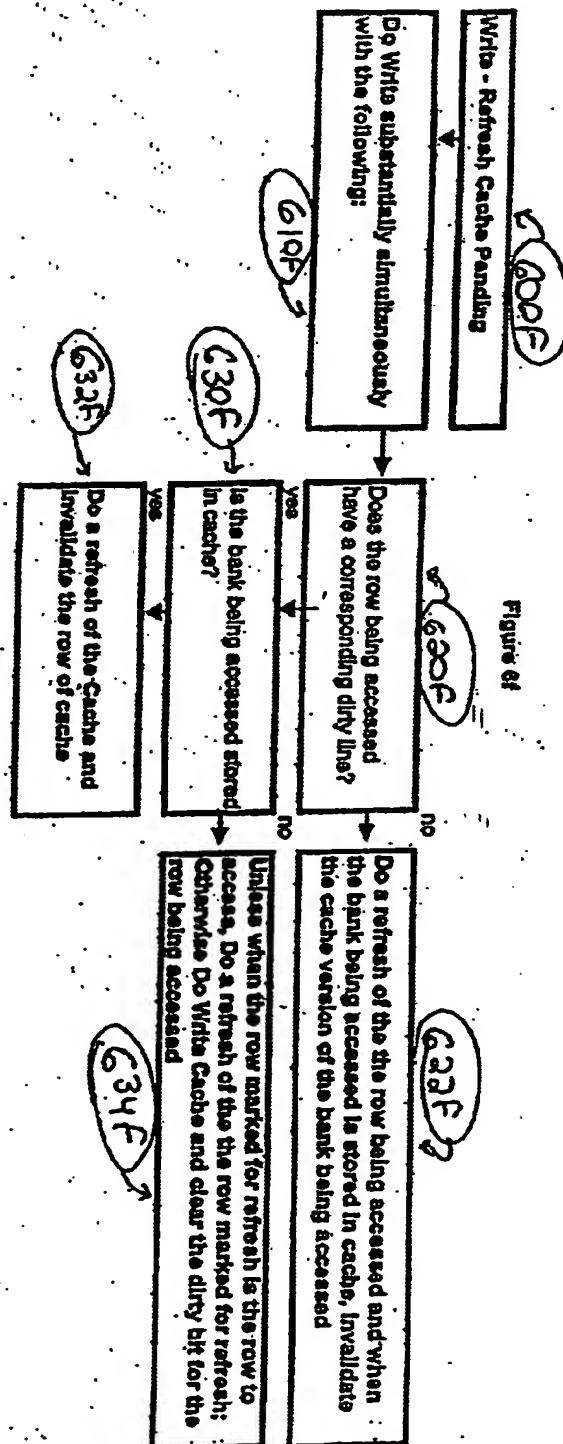 Figure 6f
Write - Refresh Cache Pending
600F
Do Write substantially simultaneously
with the following:
610F
Does the row being accessed
have a corresponding dirty line?
620F
no
yes
Do a refresh of the the row being accessed and when
the bank being accessed is stored in cache, invalidate
the cache version of the bank being accessed
622F
Is the bank being accessed stored
in cache?
630F
no
yes
Unless when the row marked for refresh is the row to
access, Do a refresh of the the row marked for refresh;
Otherwise Do Write Cache and clear the dirty bit for the
row being accessed
634F
Do a refresh of the Cache and
invalidate the row of cache
632F